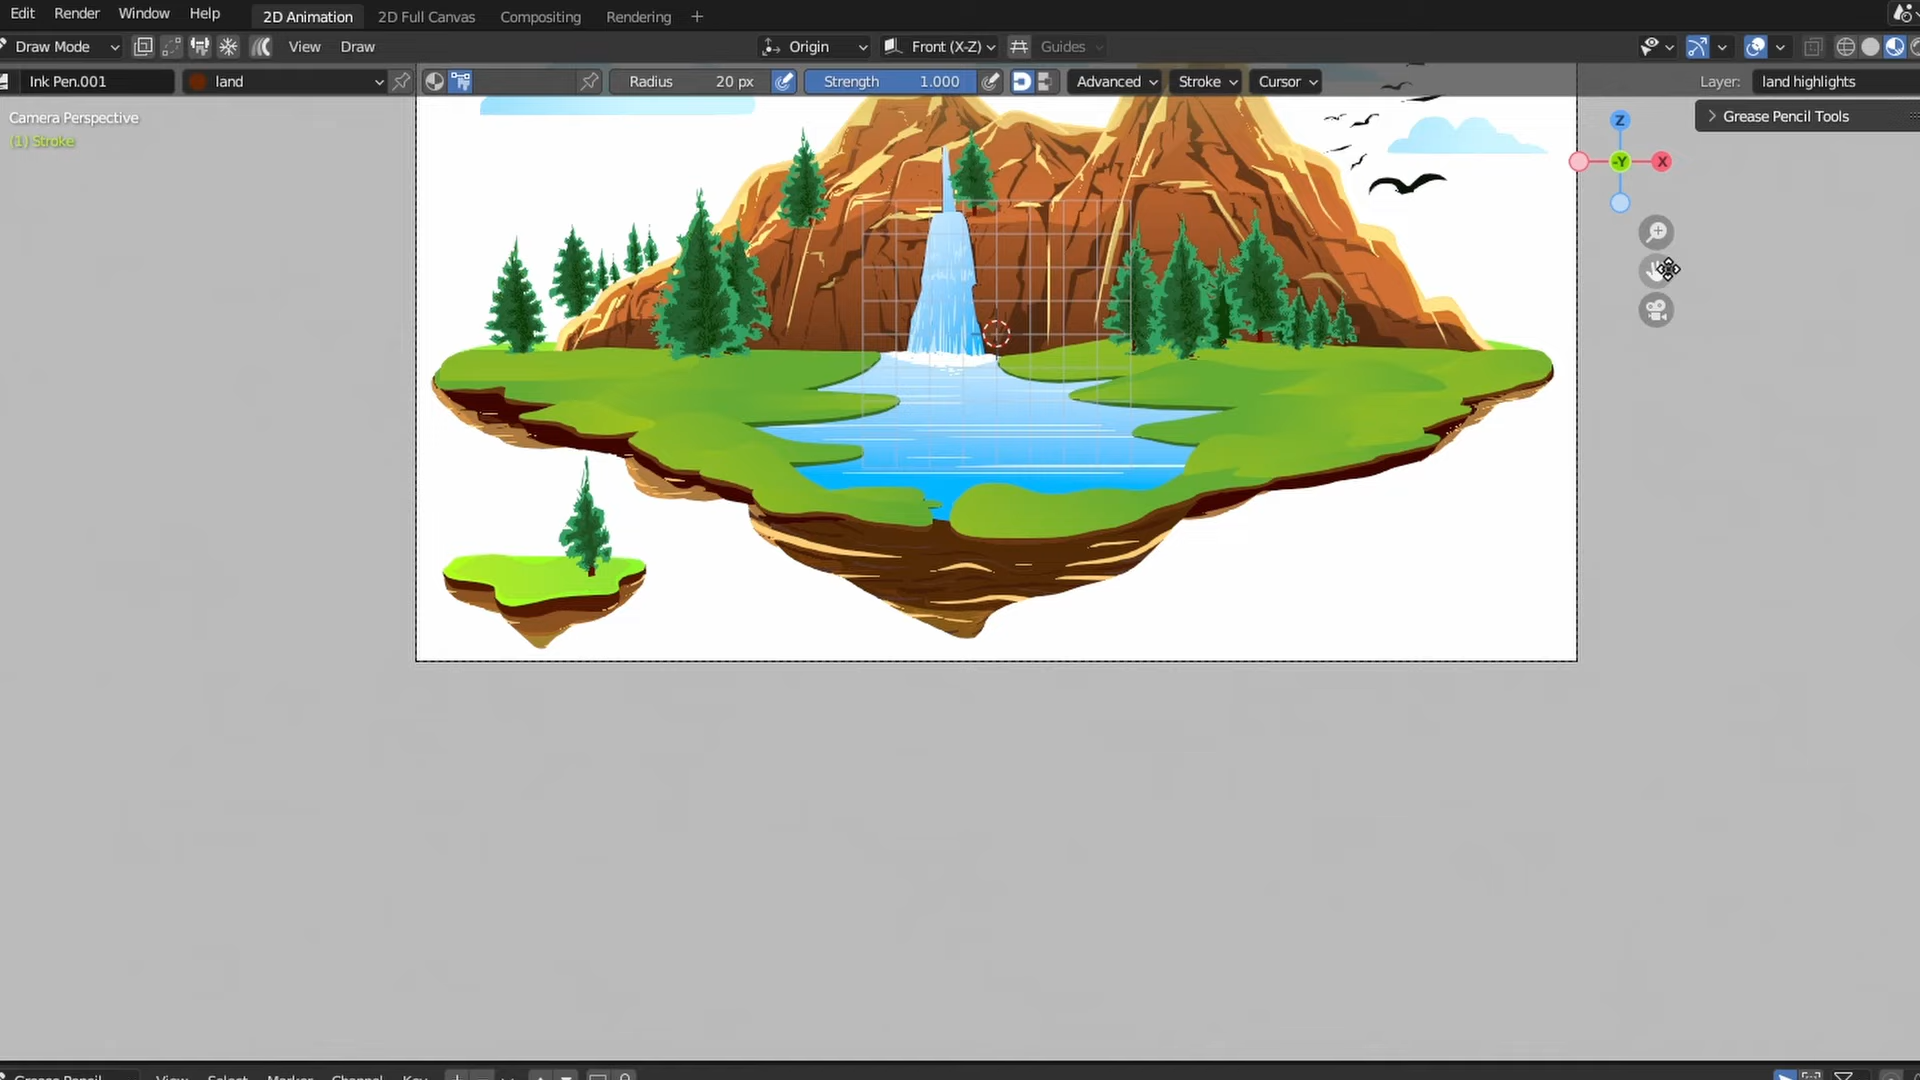 Edit Render Window Help 2D Animation 2D Full Canvas Compositing Rendering +
Draw Mode View Draw Origin Front (X-Z) Guides
Ink Pen.001 land Radius 20 px Strength 1.000 Advanced Stroke Cursor Layer: land highlights
Camera Perspective
(1) Stroke
Grease Pencil Tools
Z
-Y X
Grease Pencil View Select Marker Channel Key